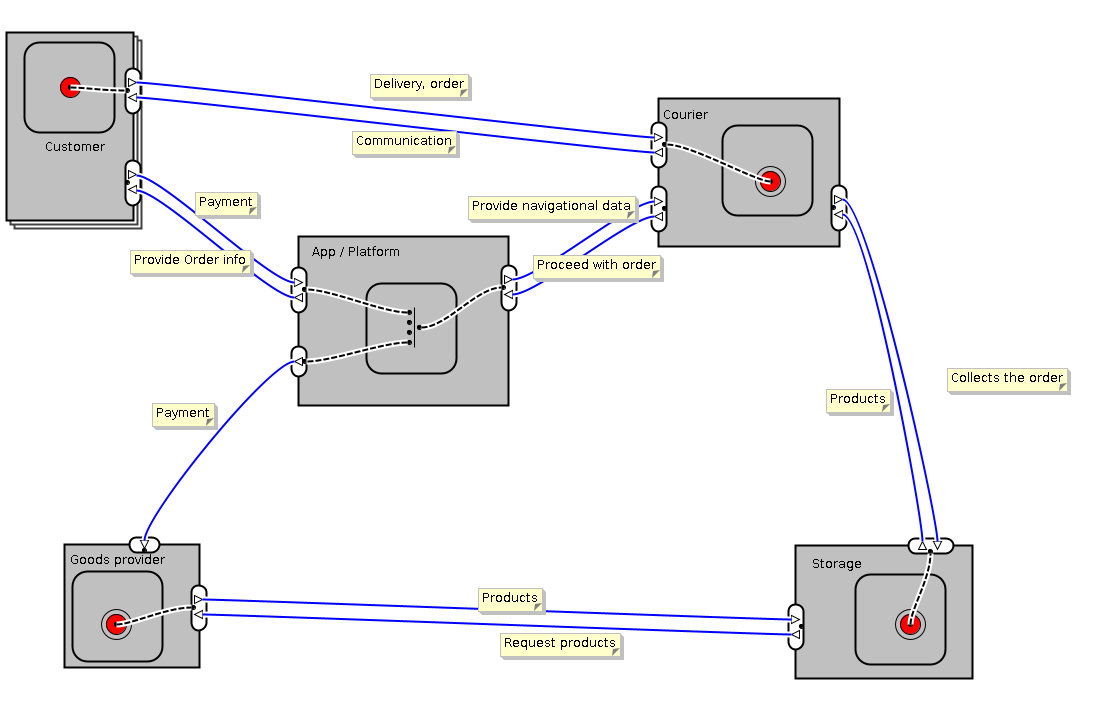 Delivery, order
Courier
Communication
Customer
Payment
Provide navigational data
App / Platform
Provide Order info
Proceed with order
Collects the order
Products
Payment
Goods provider
Storage
Products
Request products